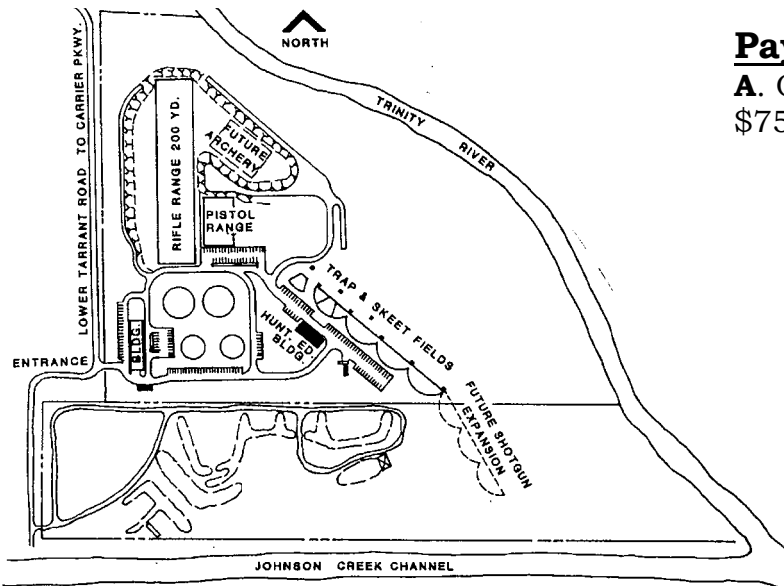 NORTH
Pay
A. 
$75
LOWER TARRANT ROAD TO CARRIER PKWY.
TRINITY
RIVER
RIFLE RANGE 200 YD.
FUTURE
ARCHERY
PISTOL
RANGE
TRAP & SKEET FIELDS
BLDG.
HUNT. ED.
BLDG.
ENTRANCE
FUTURE SHOTGUN
EXPANSION
JOHNSON CREEK CHANNEL